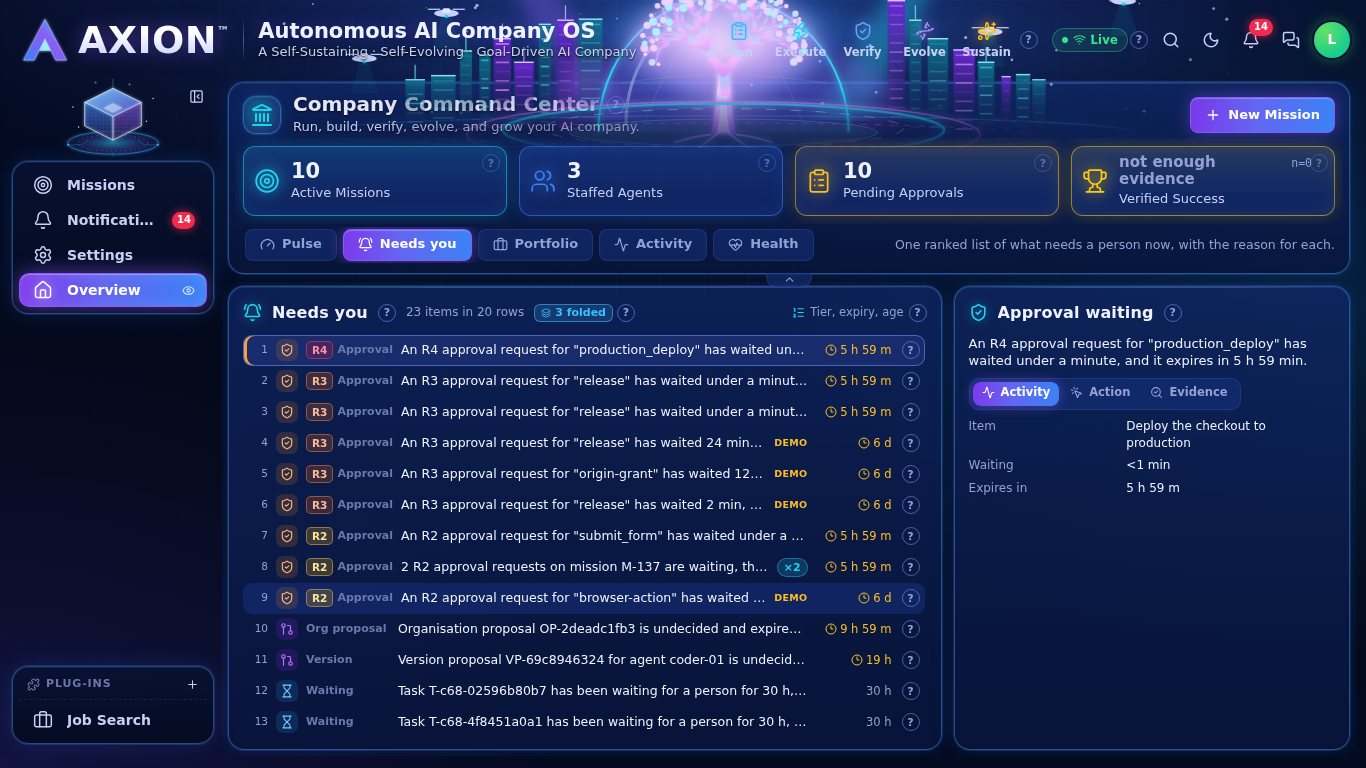 AXION™
Autonomous AI Company OS
A Self-Sustaining · Self-Evolving · Goal-Driven AI Company
Plan Execute Verify Evolve Sustain ?
Live ?
14
L
Missions
Notificati... 14
Settings
Overview
PLUG-INS +
Job Search
Company Command Center ?
Run, build, verify, evolve, and grow your AI company.
+ New Mission
10 ?
Active Missions
3 ?
Staffed Agents
10 ?
Pending Approvals
not enough evidence n=0 ?
Verified Success
Pulse Needs you Portfolio Activity Health
One ranked list of what needs a person now, with the reason for each.
Needs you ? 23 items in 20 rows 3 folded ? Tier, expiry, age ?
1 R4 Approval An R4 approval request for "production_deploy" has waited un... 5 h 59 m ?
2 R3 Approval An R3 approval request for "release" has waited under a minut... 5 h 59 m ?
3 R3 Approval An R3 approval request for "release" has waited under a minut... 5 h 59 m ?
4 R3 Approval An R3 approval request for "release" has waited 24 min... DEMO 6 d ?
5 R3 Approval An R3 approval request for "origin-grant" has waited 12... DEMO 6 d ?
6 R3 Approval An R3 approval request for "release" has waited 2 min, ... DEMO 6 d ?
7 R2 Approval An R2 approval request for "submit_form" has waited under a ... 5 h 59 m ?
8 R2 Approval 2 R2 approval requests on mission M-137 are waiting, th... ×2 5 h 59 m ?
9 R2 Approval An R2 approval request for "browser-action" has waited ... DEMO 6 d ?
10 Org proposal Organisation proposal OP-2deadc1fb3 is undecided and expire... 9 h 59 m ?
11 Version Version proposal VP-69c8946324 for agent coder-01 is undecid... 19 h ?
12 Waiting Task T-c68-02596b80b7 has been waiting for a person for 30 h,... 30 h ?
13 Waiting Task T-c68-4f8451a0a1 has been waiting for a person for 30 h, ... 30 h ?
Approval waiting ?
An R4 approval request for "production_deploy" has
waited under a minute, and it expires in 5 h 59 min.
Activity Action Evidence
Item Deploy the checkout to
production
Waiting <1 min
Expires in 5 h 59 m